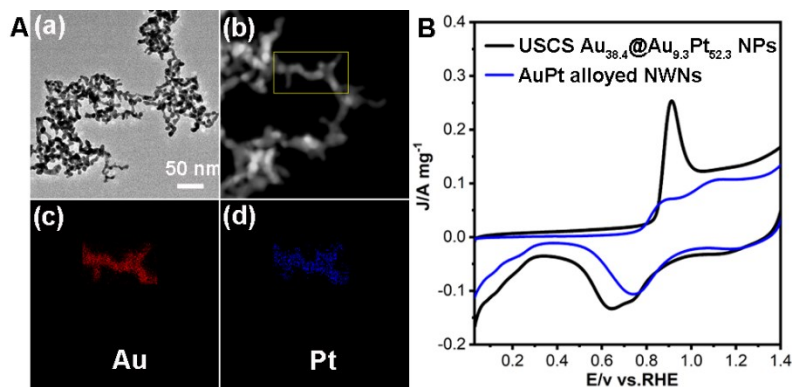 A
(a)
50 nm
(b)
(c)
Au
(d)
Pt
B
USCS Au38.4@Au9.3Pt52.3 NPs
AuPt alloyed NWNs
J/A mg⁻¹
0.4
0.3
0.2
0.1
0.0
-0.1
-0.2
0.2 0.4 0.6 0.8 1.0 1.2 1.4
E/v vs.RHE